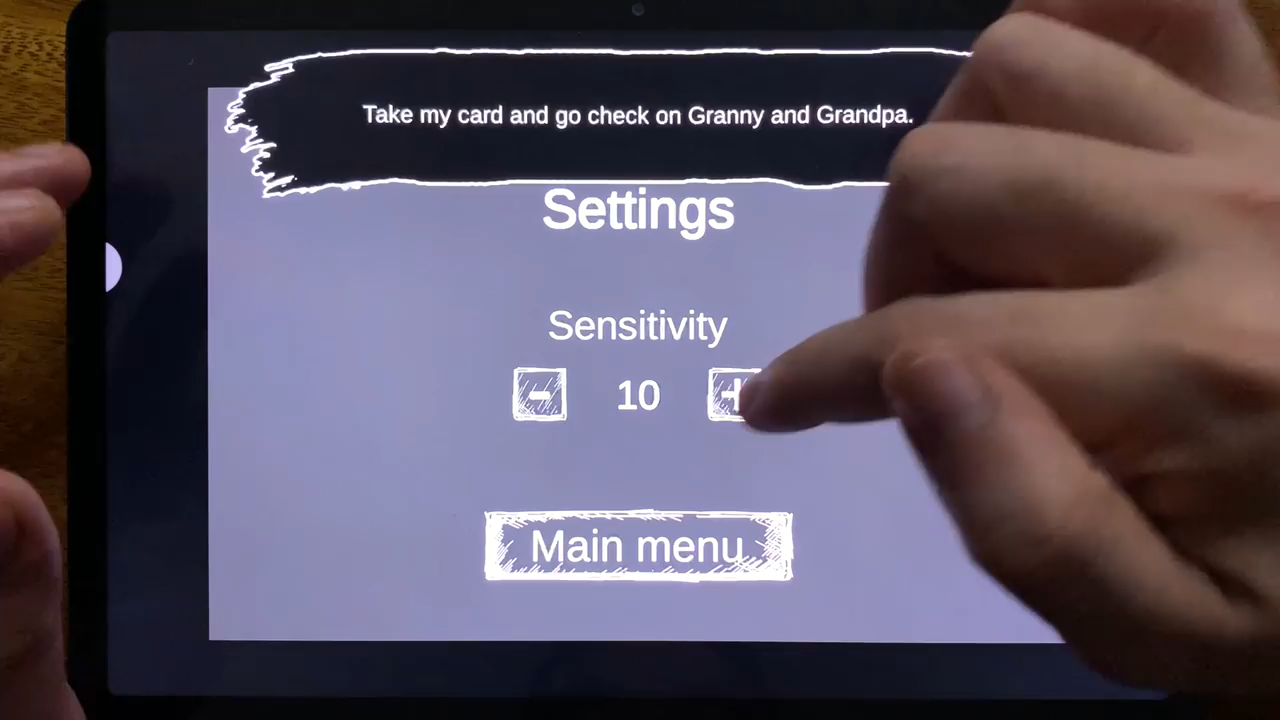 Take my card and go check on Granny and Grandpa.
Settings
Sensitivity
- 10 +
Main menu